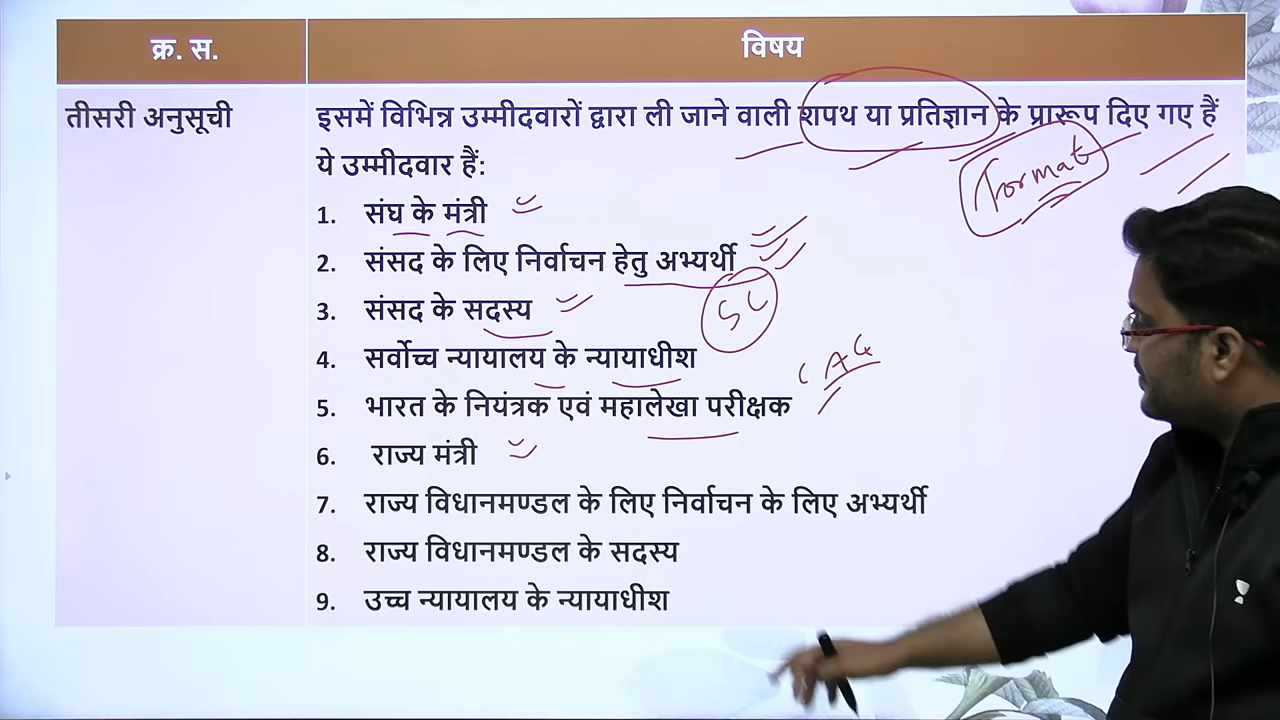 क्र. स.
विषय
तीसरी अनुसूची
इसमें विभिन्न उम्मीदवारों द्वारा ली जाने वाली शपथ या प्रतिज्ञान के प्रारूप दिए गए हैं
ये उम्मीदवार हैं:
Format
1. संघ के मंत्री
2. संसद के लिए निर्वाचन हेतु अभ्यर्थी
3. संसद के सदस्य
SC
4. सर्वोच्च न्यायालय के न्यायाधीश
CAG
5. भारत के नियंत्रक एवं महालेखा परीक्षक
6. राज्य मंत्री
7. राज्य विधानमण्डल के लिए निर्वाचन के लिए अभ्यर्थी
8. राज्य विधानमण्डल के सदस्य
9. उच्च न्यायालय के न्यायाधीश